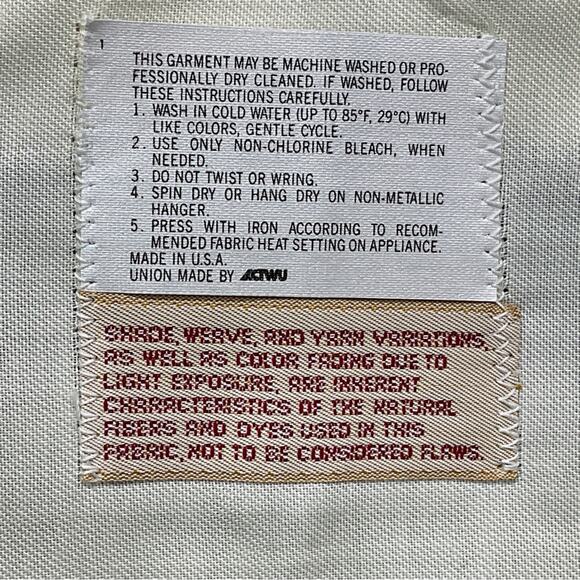 1
THIS GARMENT MAY BE MACHINE WASHED OR PRO-
FESSIONALLY DRY CLEANED. IF WASHED, FOLLOW
THESE INSTRUCTIONS CAREFULLY.
1. WASH IN COLD WATER (UP TO 85°F, 29°C) WITH
LIKE COLORS, GENTLE CYCLE.
2. USE ONLY NON-CHLORINE BLEACH, WHEN
NEEDED.
3. DO NOT TWIST OR WRING.
4. SPIN DRY OR HANG DRY ON NON-METALLIC
HANGER.
5. PRESS WITH IRON ACCORDING TO RECOM-
MENDED FABRIC HEAT SETTING ON APPLIANCE.
MADE IN U.S.A.
UNION MADE BY ACTWU
SHADE, WEAVE, AND YARN VARIATIONS,
AS WELL AS COLOR FADING DUE TO
LIGHT EXPOSURE, ARE INHERENT
CHARACTERISTICS OF THE NATURAL
FIBERS AND DYES USED IN THIS
FABRIC, NOT TO BE CONSIDERED FLAWS.